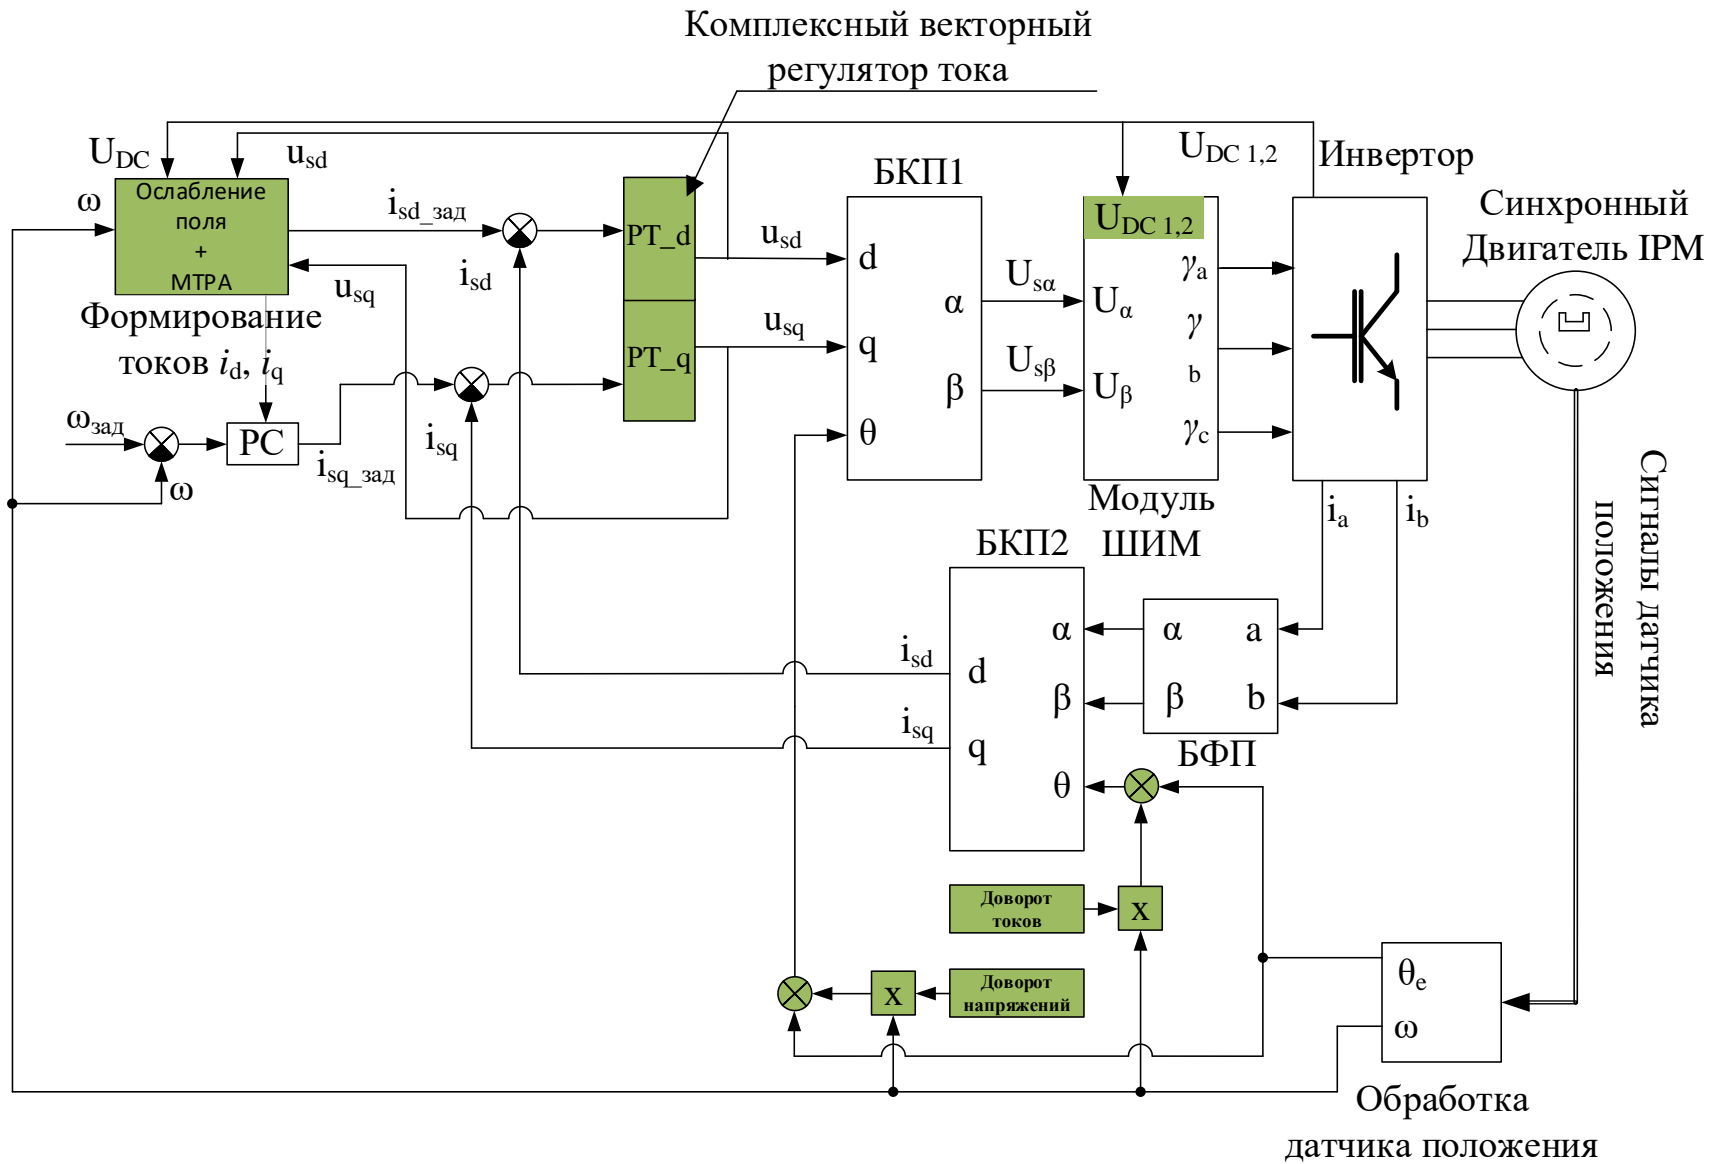 Комплексный векторный
регулятор тока
U_DC
u_sd
U_DC 1,2
Инвертор
БКП1
ω
Ослабление
поля
+
МТРА
i_sd_зад
i_sd
u_sq
РТ_d
РТ_q
u_sd
u_sq
d
q
θ
α
β
U_sα
U_sβ
U_DC 1,2
U_α
U_β
γ_a
γ
b
γ_c
Синхронный
Двигатель IPM
Формирование
токов i_d, i_q
ω_зад
РС
i_sq_зад
i_sq
ω
Модуль
ШИМ
i_a
i_b
Сигналы датчика
положения
БКП2
α
β
θ
d
q
i_sd
i_sq
α
β
a
b
БФП
Доворот
токов
x
Доворот
напряжений
x
θ_e
ω
Обработка
датчика положения